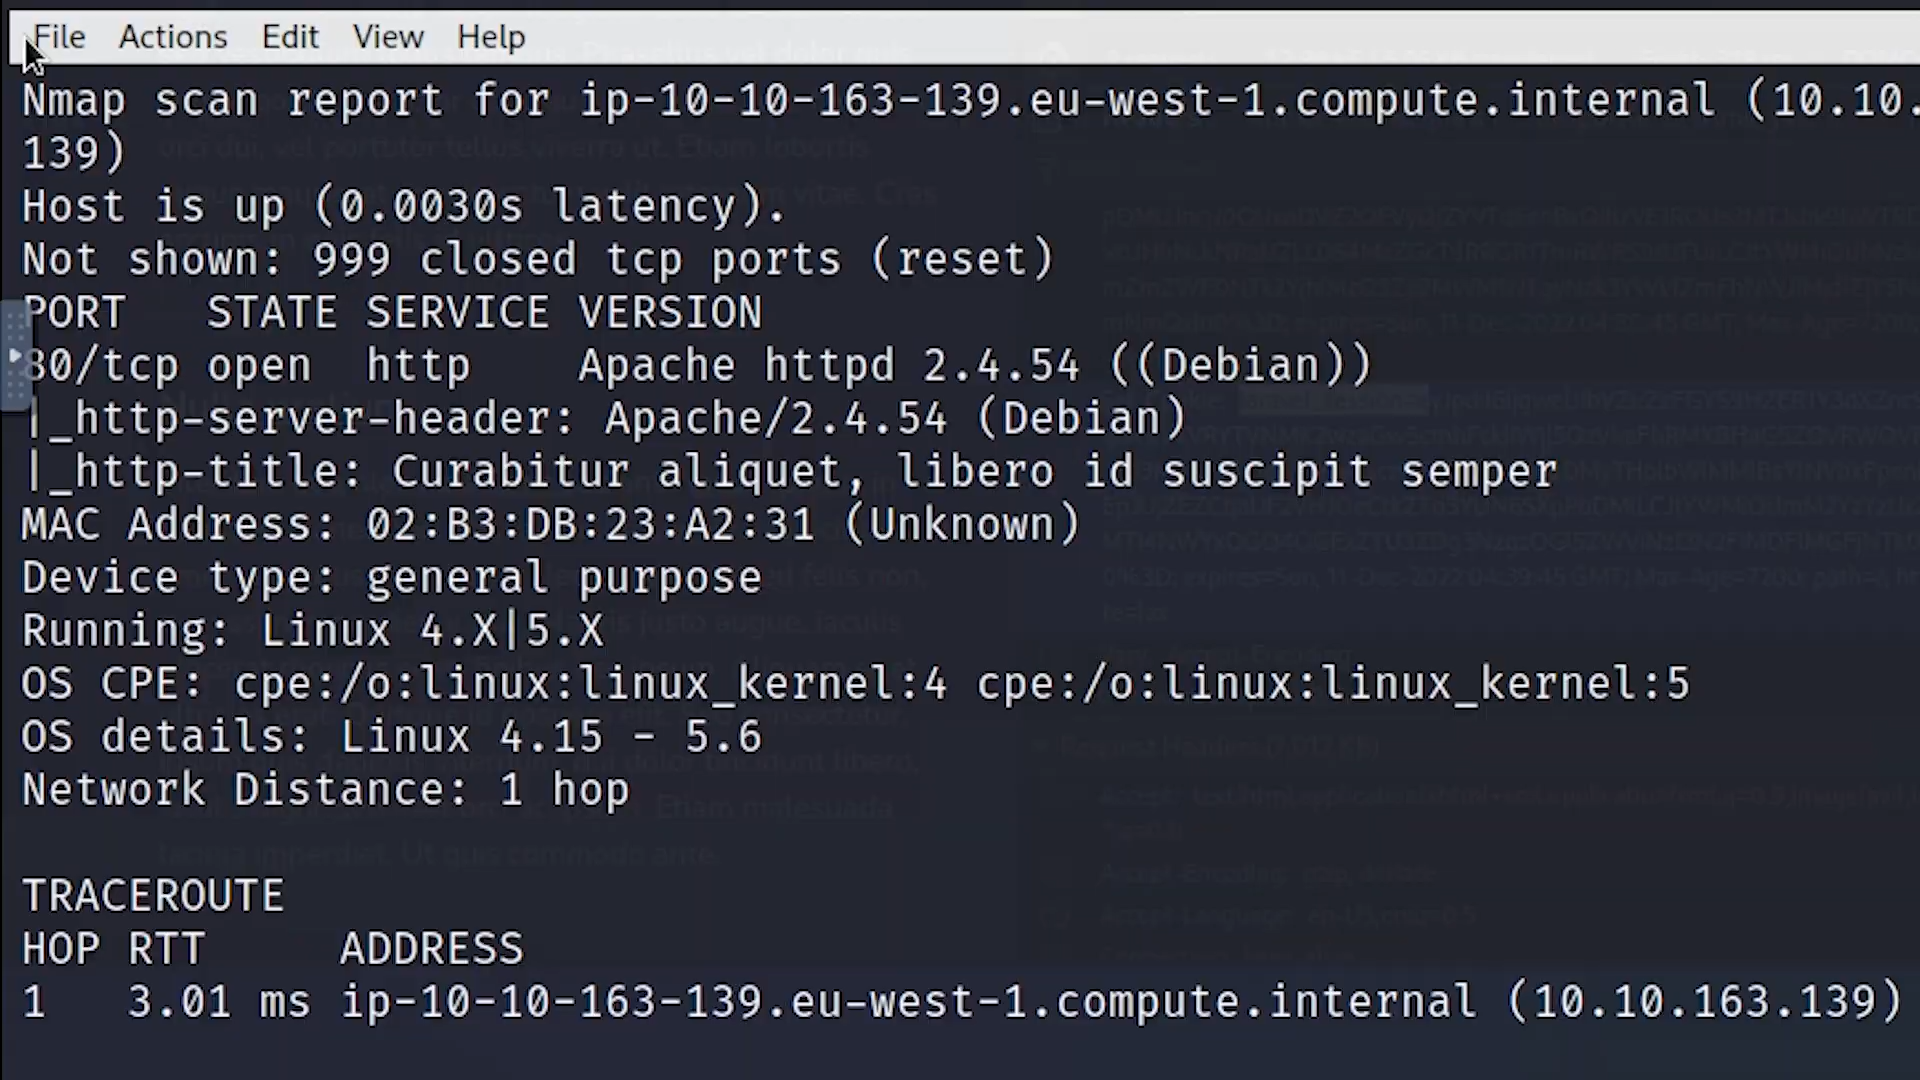 File Actions Edit View Help
Nmap scan report for ip-10-10-163-139.eu-west-1.compute.internal (10.10.
139)
Host is up (0.0030s latency).
Not shown: 999 closed tcp ports (reset)
PORT   STATE SERVICE VERSION
80/tcp open  http    Apache httpd 2.4.54 ((Debian))
|_http-server-header: Apache/2.4.54 (Debian)
|_http-title: Curabitur aliquet, libero id suscipit semper
MAC Address: 02:B3:DB:23:A2:31 (Unknown)
Device type: general purpose
Running: Linux 4.X|5.X
OS CPE: cpe:/o:linux:linux_kernel:4 cpe:/o:linux:linux_kernel:5
OS details: Linux 4.15 - 5.6
Network Distance: 1 hop
TRACEROUTE
HOP RTT     ADDRESS
1   3.01 ms ip-10-10-163-139.eu-west-1.compute.internal (10.10.163.139)